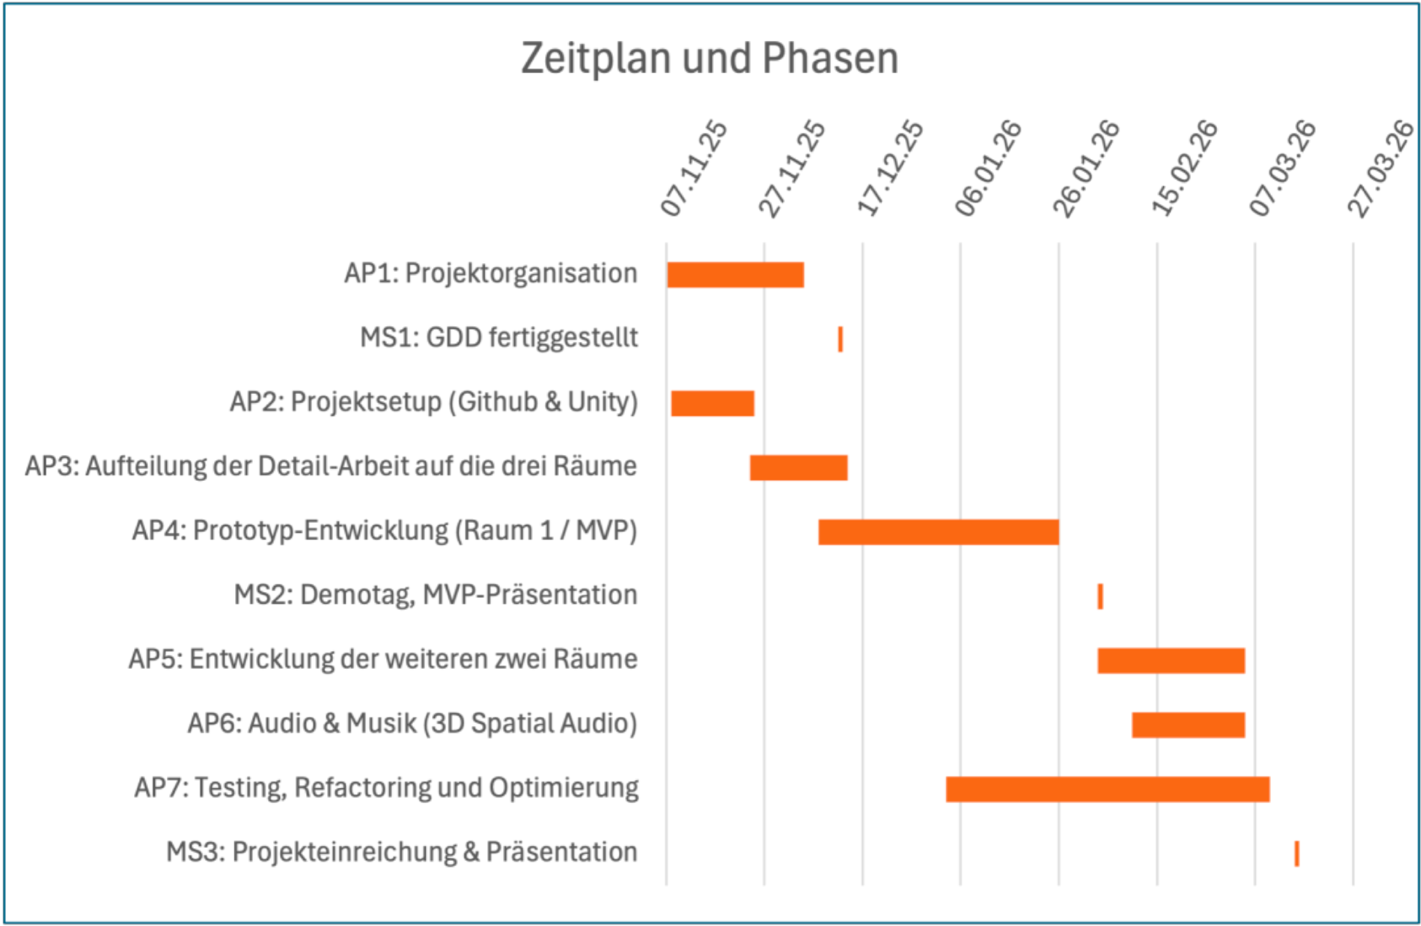 Zeitplan und Phasen
07.11.25
27.11.25
17.12.25
06.01.26
26.01.26
15.02.26
07.03.26
27.03.26
AP1: Projektorganisation
MS1: GDD fertiggestellt
AP2: Projektsetup (Github & Unity)
AP3: Aufteilung der Detail-Arbeit auf die drei Räume
AP4: Prototyp-Entwicklung (Raum 1 / MVP)
MS2: Demotag, MVP-Präsentation
AP5: Entwicklung der weiteren zwei Räume
AP6: Audio & Musik (3D Spatial Audio)
AP7: Testing, Refactoring und Optimierung
MS3: Projekteinreichung & Präsentation